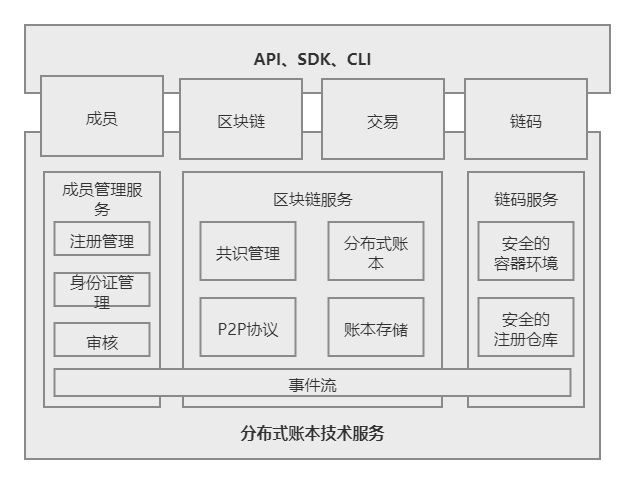 API、SDK、CLI
成员
区块链
交易
链码
成员管理服
务
注册管理
身份证管
理
审核
区块链服务
共识管理
分布式账
本
P2P协议
账本存储
链码服务
安全的
容器环境
安全的
注册仓库
事件流
分布式账本技术服务